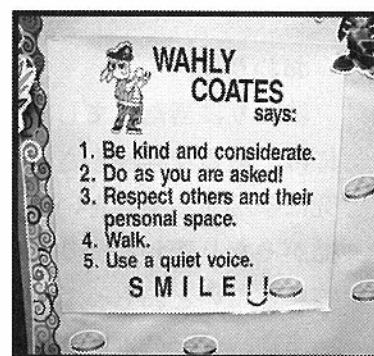 WAHLY
COATES
says:
1. Be kind and considerate.
2. Do as you are asked!
3. Respect others and their
personal space.
4. Walk.
5. Use a quiet voice.
SMILE!!